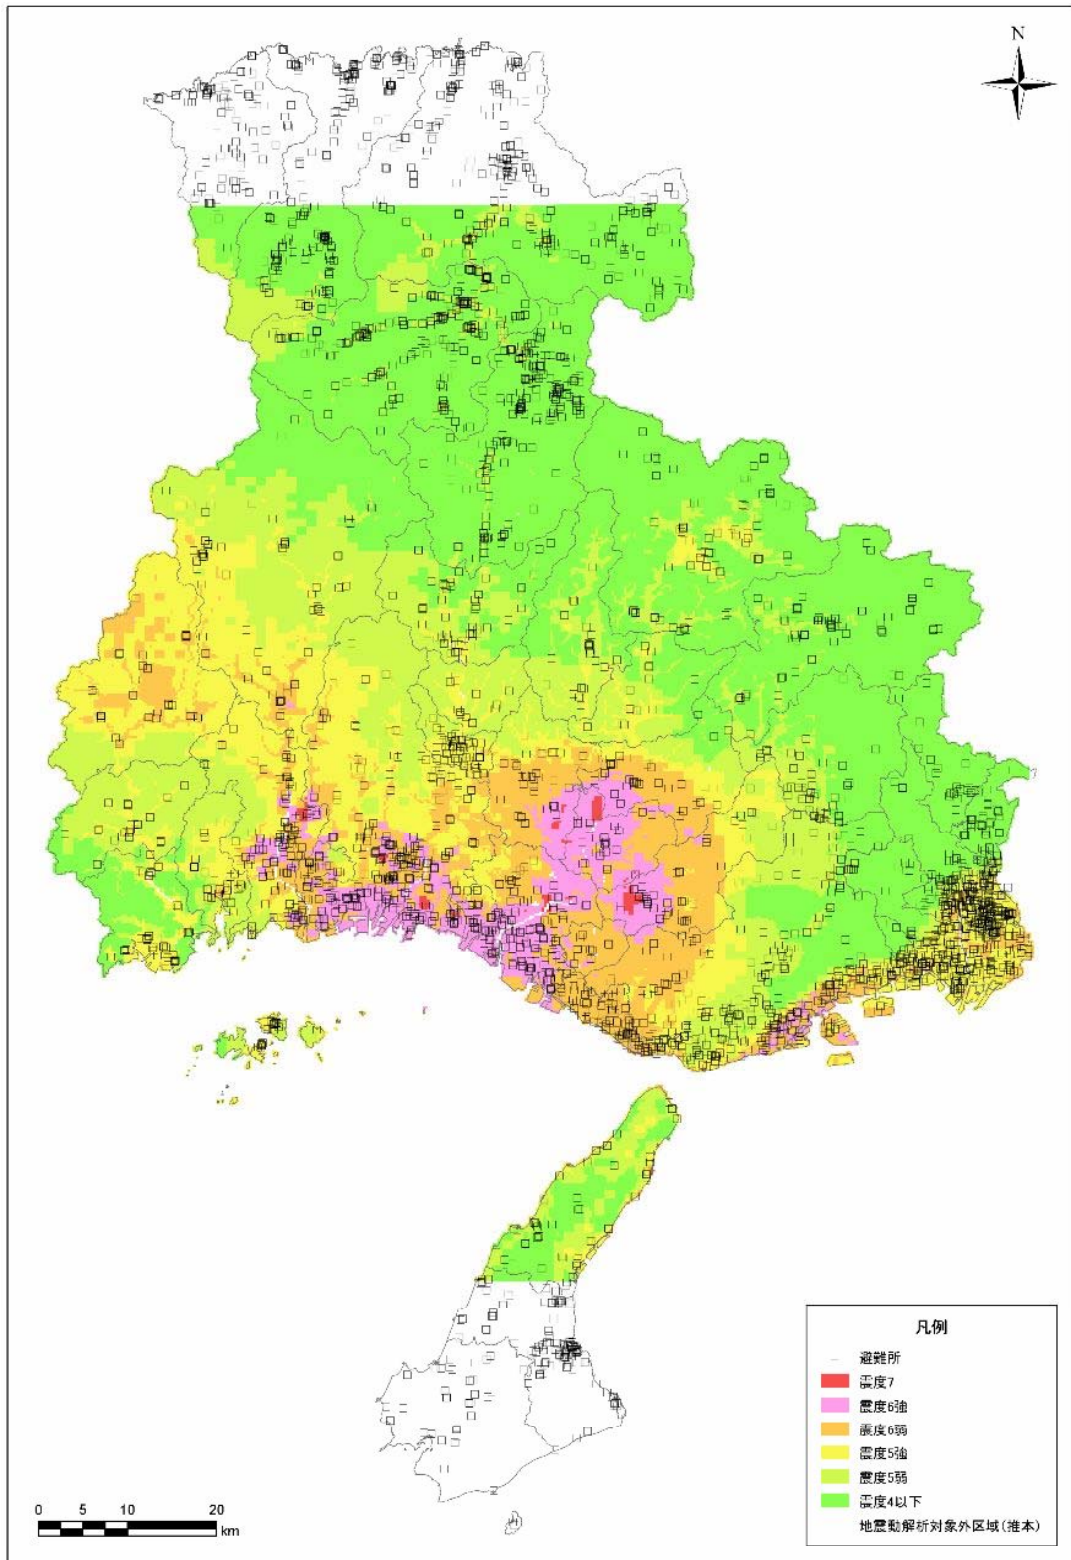 N
凡例
避難所
震度7
震度6強
震度6弱
震度5強
震度5弱
震度4以下
地震動解析対象外区域(推本)
0 5 10 20
km